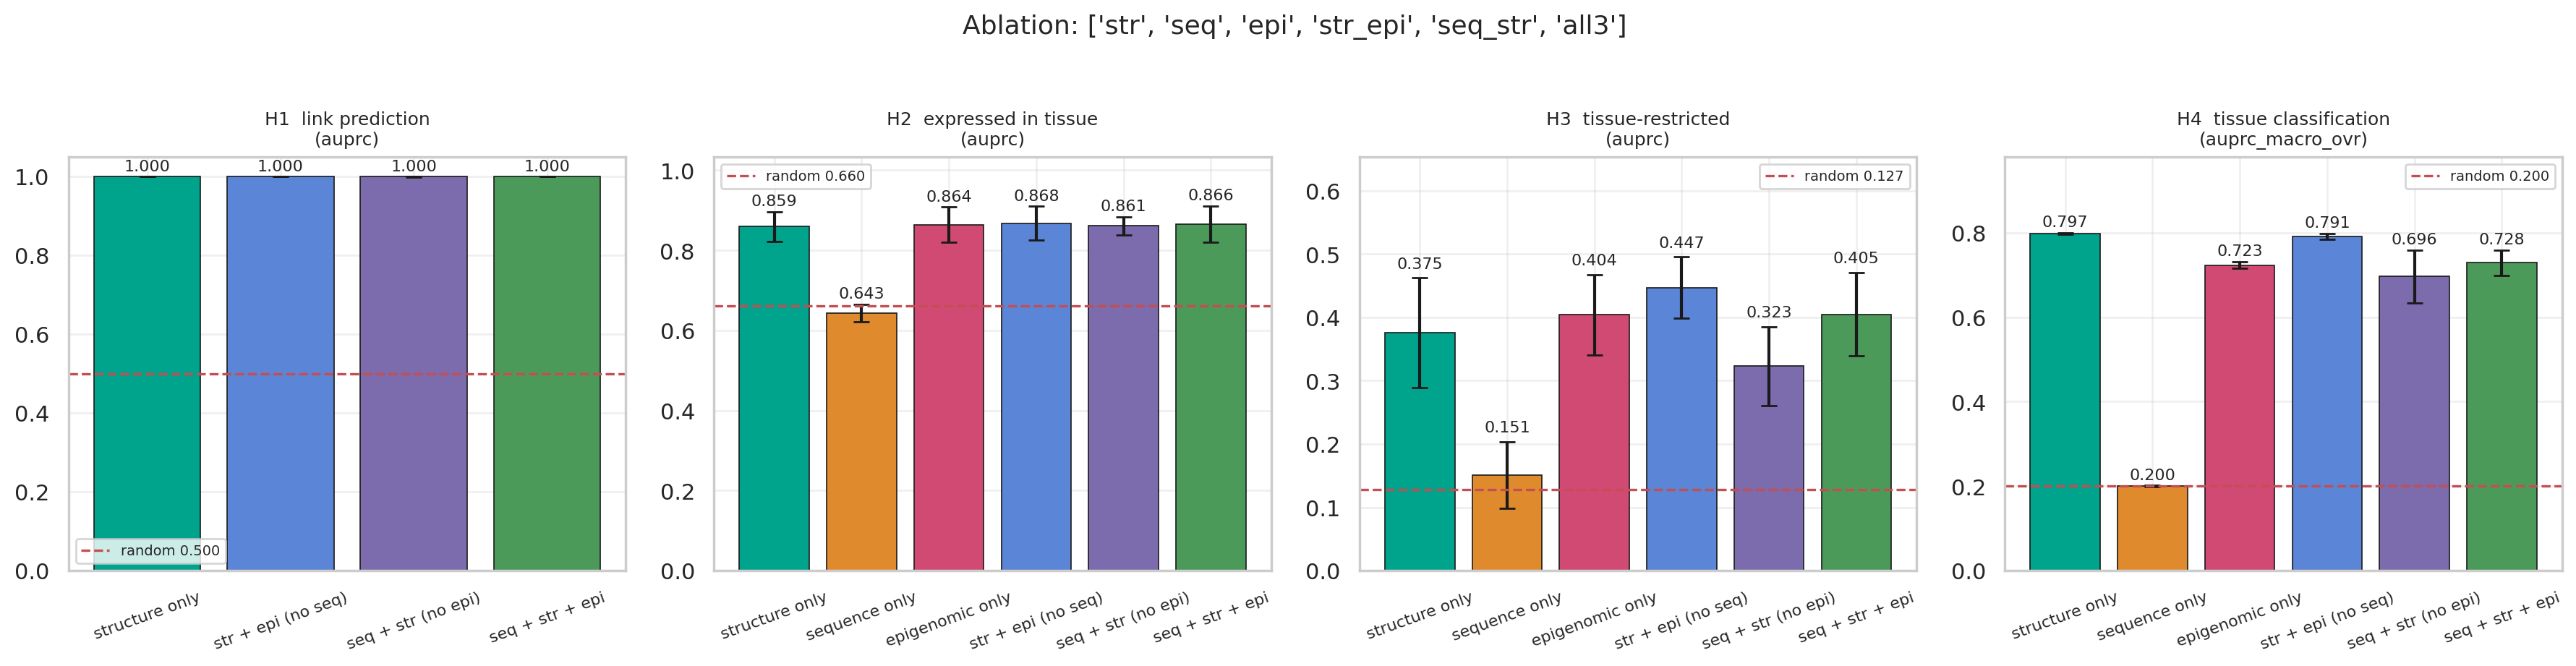 Ablation: ['str', 'seq', 'epi', 'str_epi', 'seq_str', 'all3']
H1  link prediction
(auprc)
1.0
0.8
0.6
0.4
0.2
0.0
1.000
1.000
1.000
1.000
random 0.500
structure only
str + epi (no seq)
seq + str (no epi)
seq + str + epi
H2  expressed in tissue
(auprc)
1.0
0.8
0.6
0.4
0.2
0.0
random 0.660
0.859
0.643
0.864
0.868
0.861
0.866
structure only
sequence only
epigenomic only
str + epi (no seq)
seq + str (no epi)
seq + str + epi
H3  tissue-restricted
(auprc)
0.6
0.5
0.4
0.3
0.2
0.1
0.0
random 0.127
0.375
0.151
0.404
0.447
0.323
0.405
structure only
sequence only
epigenomic only
str + epi (no seq)
seq + str (no epi)
seq + str + epi
H4  tissue classification
(auprc_macro_ovr)
0.8
0.6
0.4
0.2
0.0
random 0.200
0.797
0.200
0.723
0.791
0.696
0.728
structure only
sequence only
epigenomic only
str + epi (no seq)
seq + str (no epi)
seq + str + epi